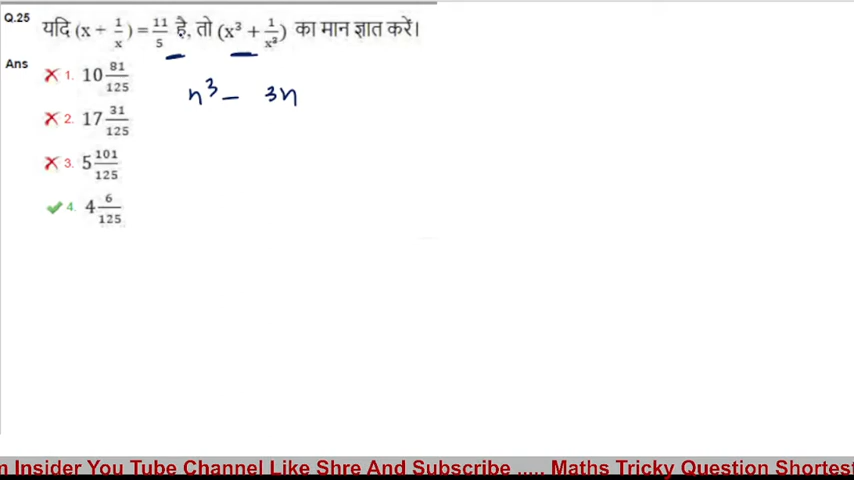 Q.25
यदि (x + 1/x) = 11/5 है, तो (x³ + 1/x³) का मान ज्ञात करें।
Ans
1. 10 81/125
n³ – 3n
2. 17 31/125
3. 5 101/125
4. 4 6/125
m Insider You Tube Channel Like Shre And Subscribe ..... Maths Tricky Question Shortest